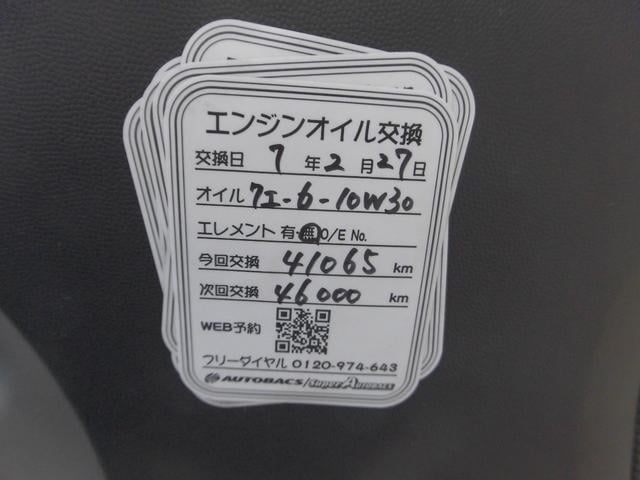 エンジンオイル交換
交換日 7 年 2 月 27 日
オイル 7エ-6-10W30
エレメント 有・無 O/E No.
今回交換 41065 km
次回交換 46000 km
WEB予約
フリーダイヤル 0120-974-643
AUTOBACS/Super AUTOBACS